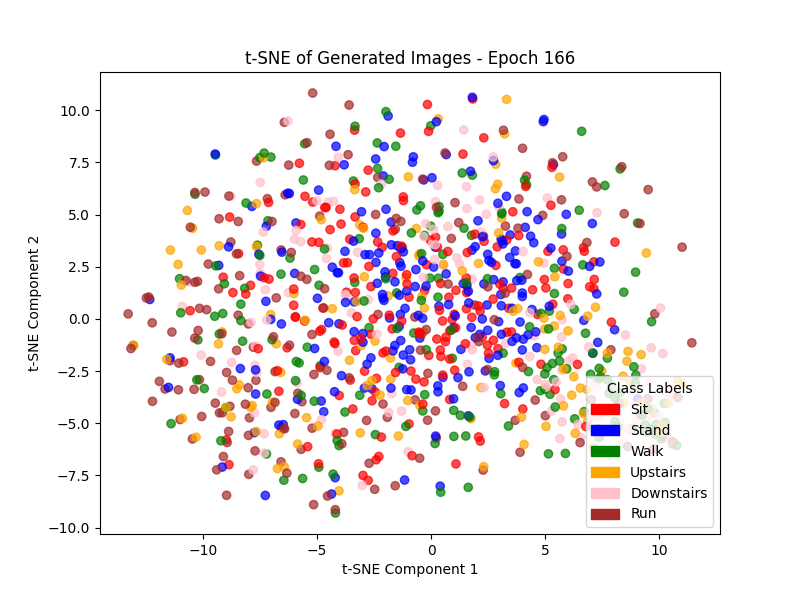 t-SNE of Generated Images - Epoch 166
t-SNE Component 2
10.0
7.5
5.0
2.5
0.0
−2.5
−5.0
−7.5
−10.0
Class Labels
Sit
Stand
Walk
Upstairs
Downstairs
Run
−10
−5
0
5
10
t-SNE Component 1